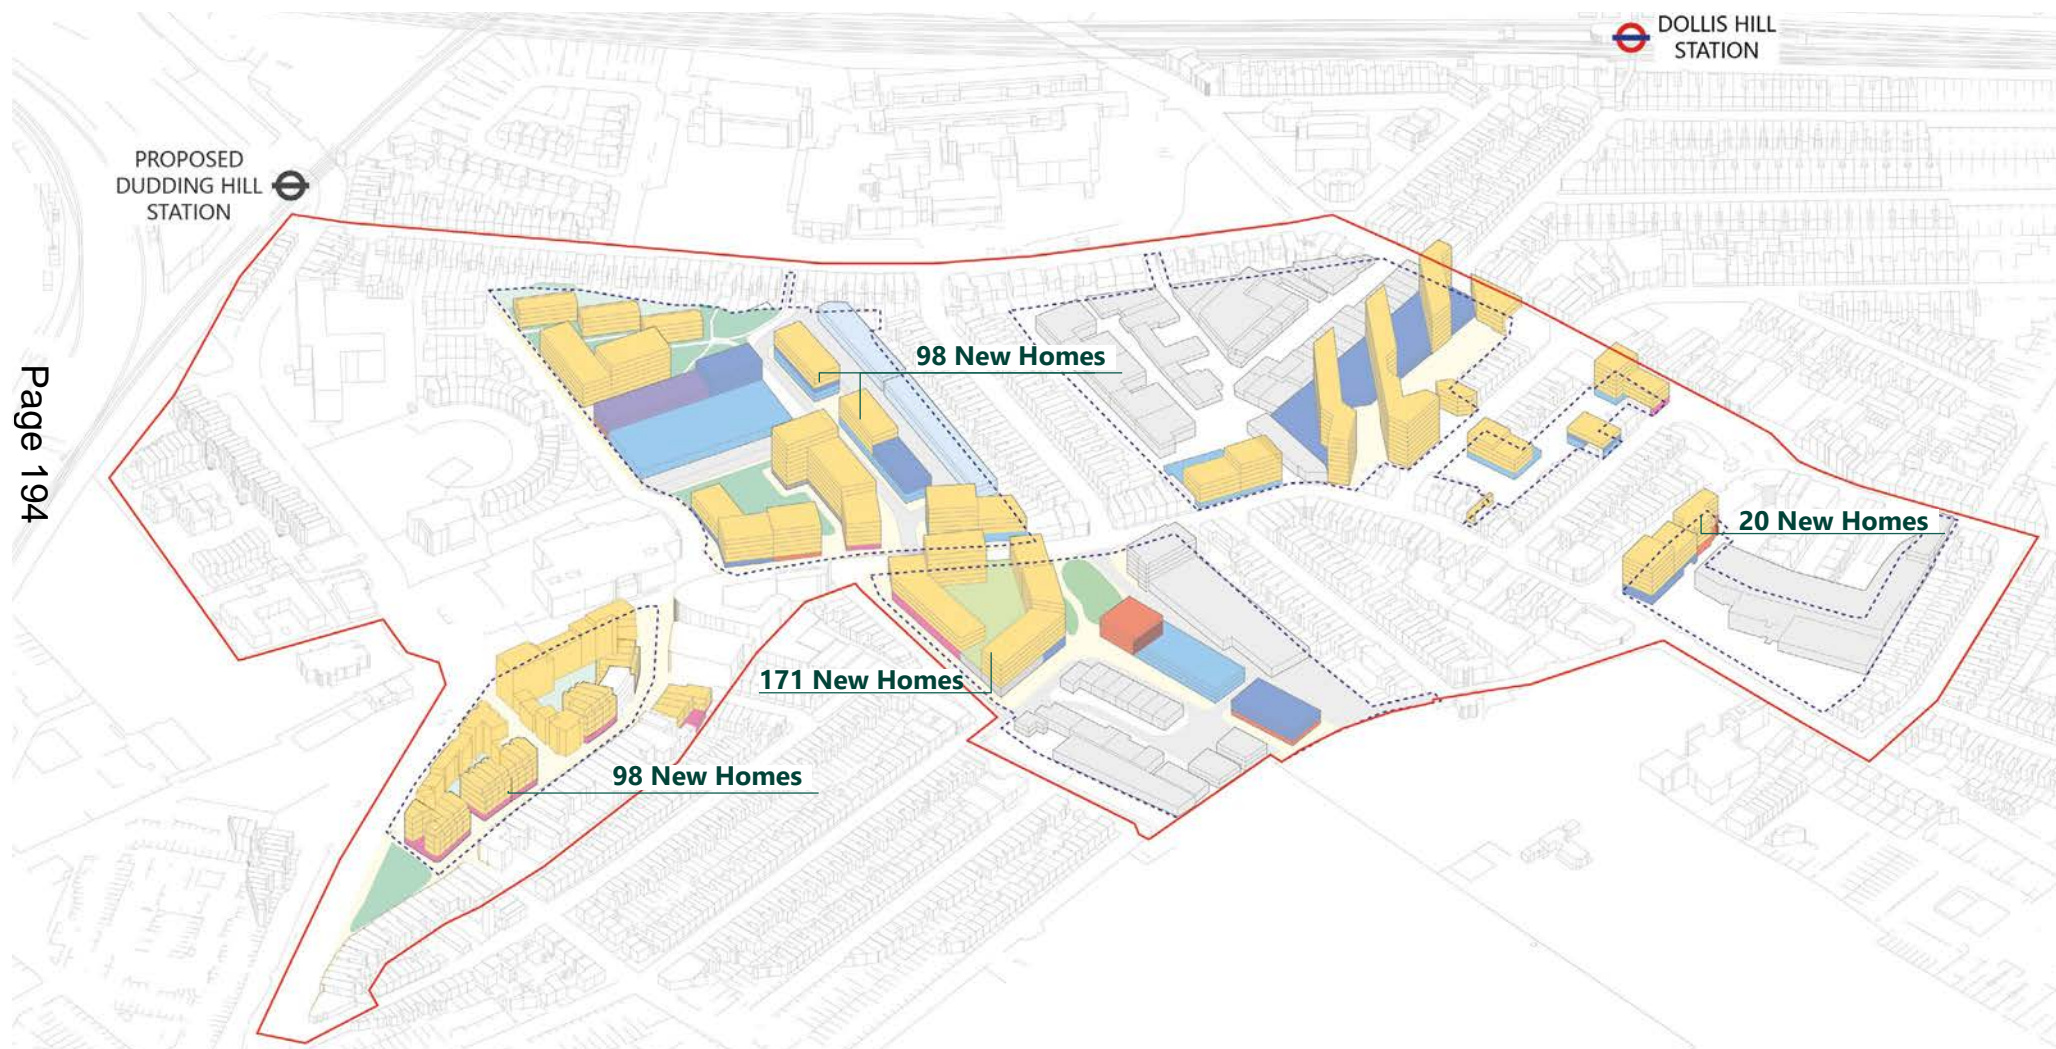 DOLLIS HILL
STATION
PROPOSED
DUDDING HILL
STATION
98 New Homes
Page 194
20 New Homes
171 New Homes
98 New Homes